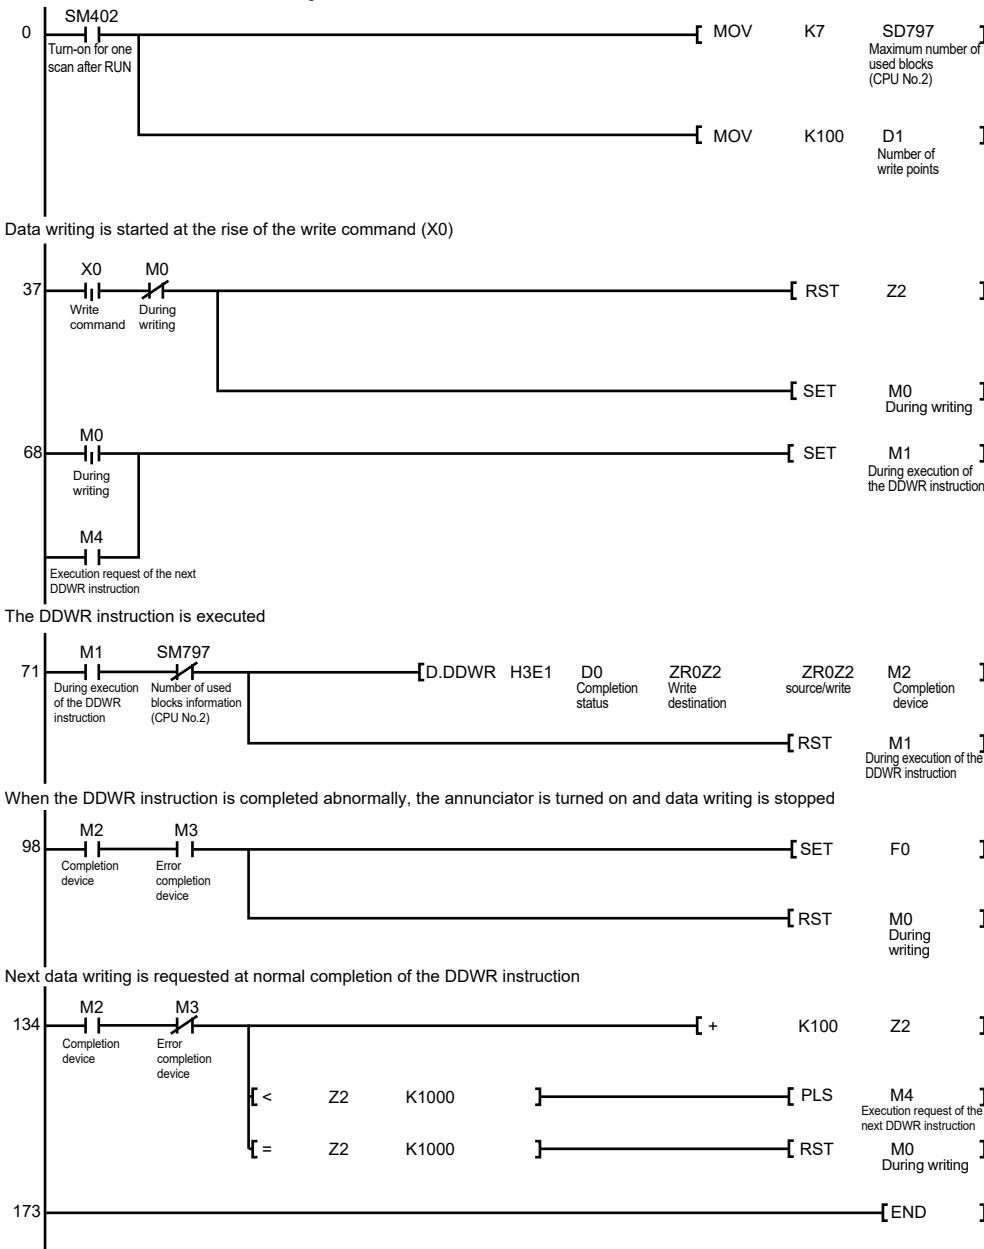 SM402
0
MOV K7 SD797
Turn-on for one
scan after RUN
Maximum number of
used blocks
(CPU No.2)
MOV K100 D1
Number of
write points
Data writing is started at the rise of the write command (X0)
X0 M0
37
RST Z2
Write
command
During
writing
SET M0
During writing
M0
68
SET M1
During
writing
During execution of
the DDWR instruction
M4
Execution request of the next
DDWR instruction
The DDWR instruction is executed
M1 SM797
71
D.DDWR H3E1 D0 ZR0Z2 ZR0Z2 M2
During execution
of the DDWR
instruction
Number of used
blocks information
(CPU No.2)
Completion
status
Write
destination
source/write
Completion
device
RST M1
During execution of the
DDWR instruction
When the DDWR instruction is completed abnormally, the annunciator is turned on and data writing is stopped
M2 M3
98
SET F0
Completion
device
Error
completion
device
RST M0
During
writing
Next data writing is requested at normal completion of the DDWR instruction
M2 M3
134
+ K100 Z2
Completion
device
Error
completion
device
< Z2 K1000 PLS M4
Execution request of the
next DDWR instruction
= Z2 K1000 RST M0
During writing
173
END